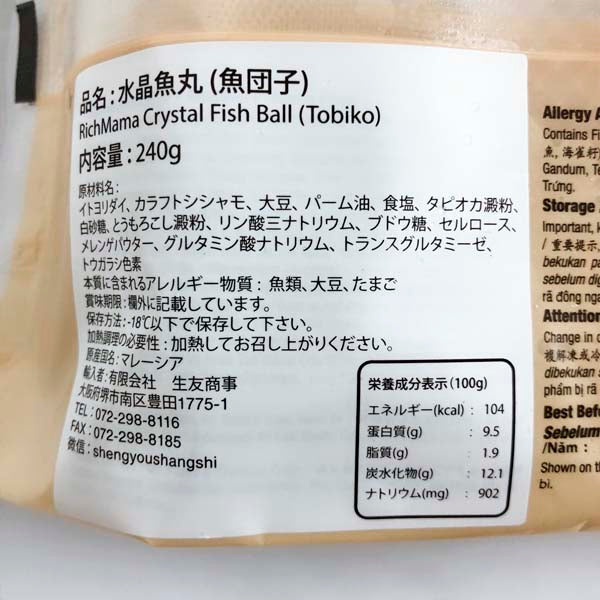 品名:水晶魚丸 (魚団子)
RichMama Crystal Fish Ball (Tobiko)
内容量:240g
原材料名:
イトヨリダイ、カラフトシシャモ、大豆、パーム油、食塩、タピオカ澱粉、
白砂糖、とうもろこし澱粉、リン酸三ナトリウム、ブドウ糖、セルロース、
メレンゲパウター、グルタミン酸ナトリウム、トランスグルタミーゼ、
トウガラシ色素
本質に含まれるアレルギー物質: 魚類、大豆、たまご
賞味期限:欄外に記載しています。
保存方法:-18℃以下で保存して下さい。
加熱調理の必要性:加熱してお召し上がりください。
原産国名:マレーシア
輸入者:有限会社 生友商事
大阪府堺市南区豊田1775-1
TEL:072-298-8116
FAX:072-298-8185
微信:shengyoushangshi
栄養成分表示(100g)
エネルギー(kcal) : 104
蛋白質(g) : 9.5
脂質(g) : 1.9
炭水化物(g) : 12.1
ナトリウム(mg) : 902
Allergy
Contains
魚, 海雀籽
Gandum,
Trứng.
Storage
Important,
/ 重要提示
bekukan
sebelum
rã đông
Attention
Change in
復解凍或冷
dibekukan
phẩm bị rã
Best
Sebelum
/Năm :
Shown on
bì.